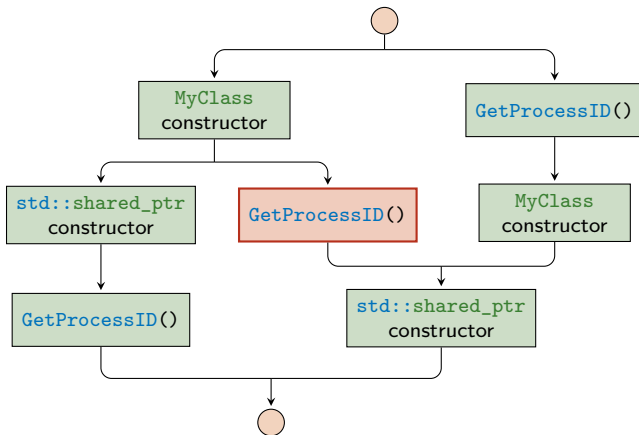 MyClass
constructor
GetProcessID()
std::shared_ptr
constructor
GetProcessID()
MyClass
constructor
GetProcessID()
std::shared_ptr
constructor